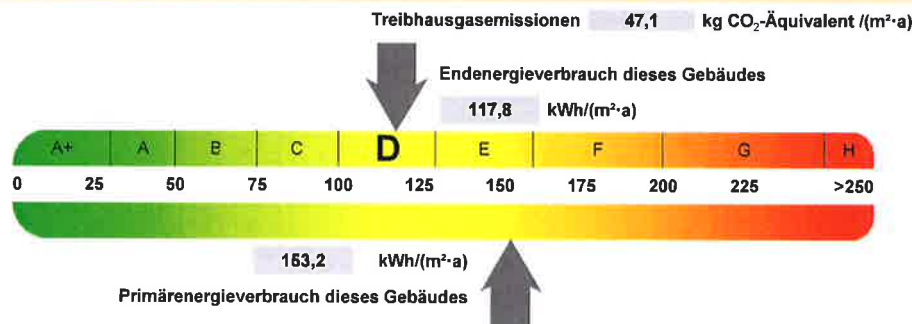 Treibhausgasemissionen 47,1 kg CO₂-Äquivalent /(m²·a)
Endenergieverbrauch dieses Gebäudes
117,8 kWh/(m²·a)
A+ A B C D E F G H
0 25 50 75 100 125 150 175 200 225 >250
153,2 kWh/(m²·a)
Primärenergieverbrauch dieses Gebäudes